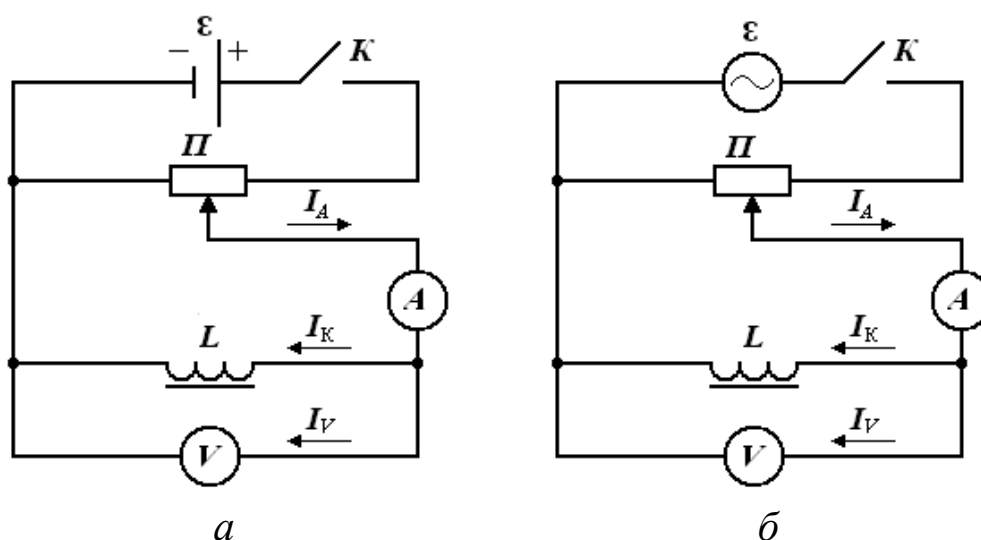 ε ε
− + К К
П П
I_A I_A
A A
L I_К L I_К
I_V I_V
V V
а б